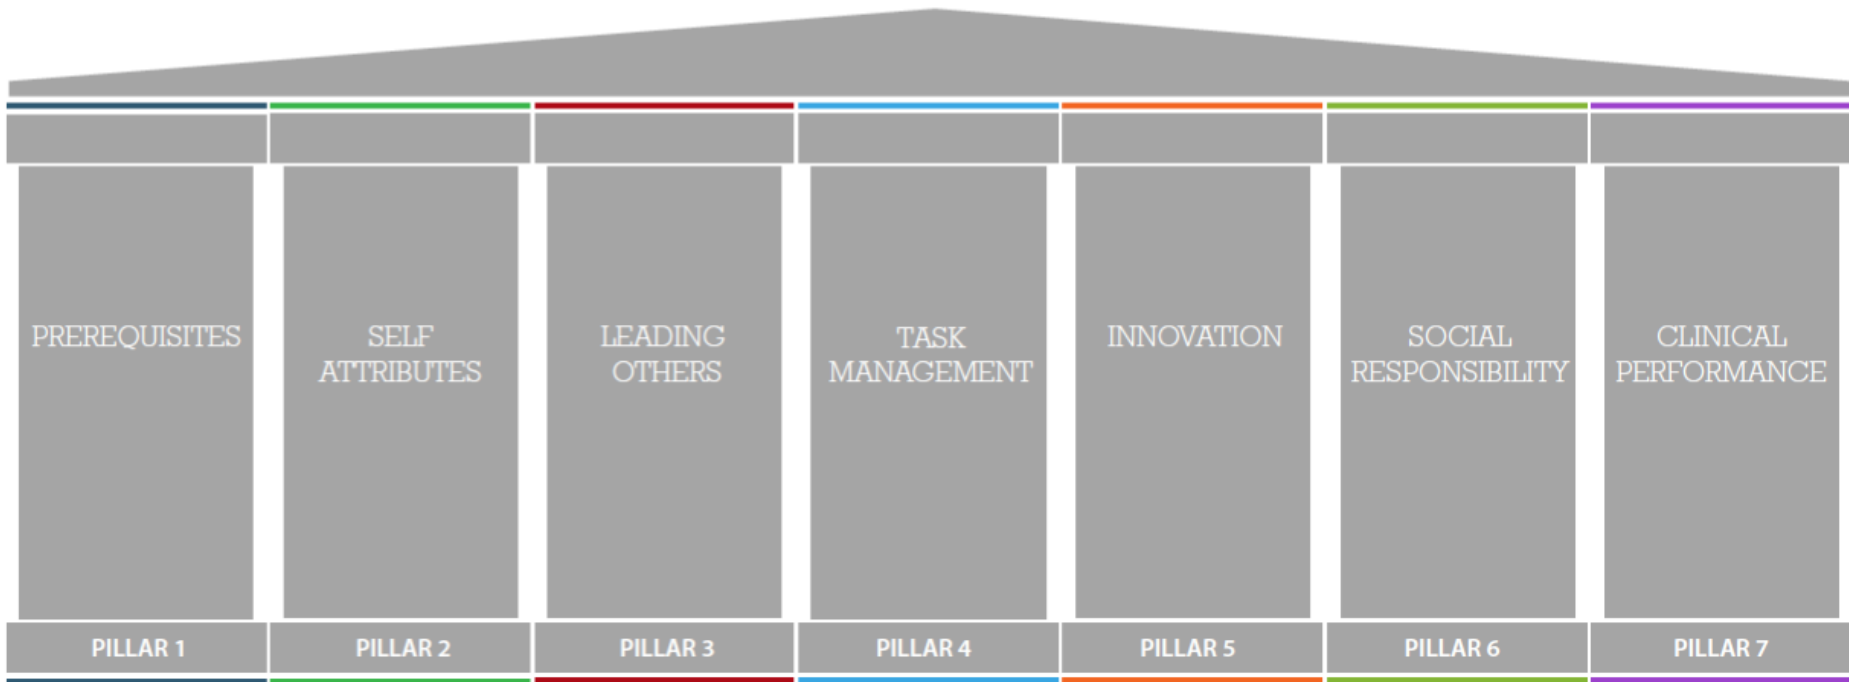 PREREQUISITES
SELF
ATTRIBUTES
LEADING
OTHERS
TASK
MANAGEMENT
INNOVATION
SOCIAL
RESPONSIBILITY
CLINICAL
PERFORMANCE
PILLAR 1
PILLAR 2
PILLAR 3
PILLAR 4
PILLAR 5
PILLAR 6
PILLAR 7